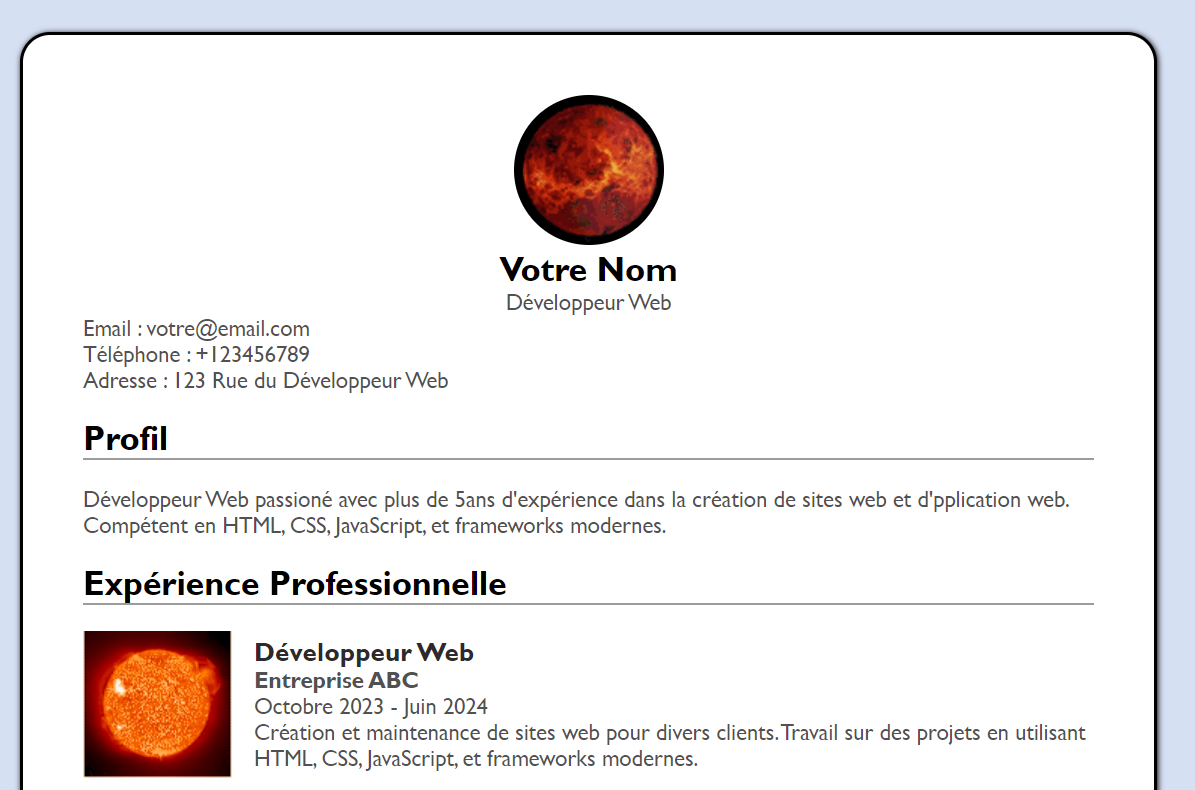 Votre Nom
Développeur Web
Email : votre@email.com
Téléphone : +123456789
Adresse : 123 Rue du Développeur Web
Profil
Développeur Web passioné avec plus de 5ans d'expérience dans la création de sites web et d'pplication web.
Compétent en HTML, CSS, JavaScript, et frameworks modernes.
Expérience Professionnelle
Développeur Web
Entreprise ABC
Octobre 2023 - Juin 2024
Création et maintenance de sites web pour divers clients. Travail sur des projets en utilisant
HTML, CSS, JavaScript, et frameworks modernes.